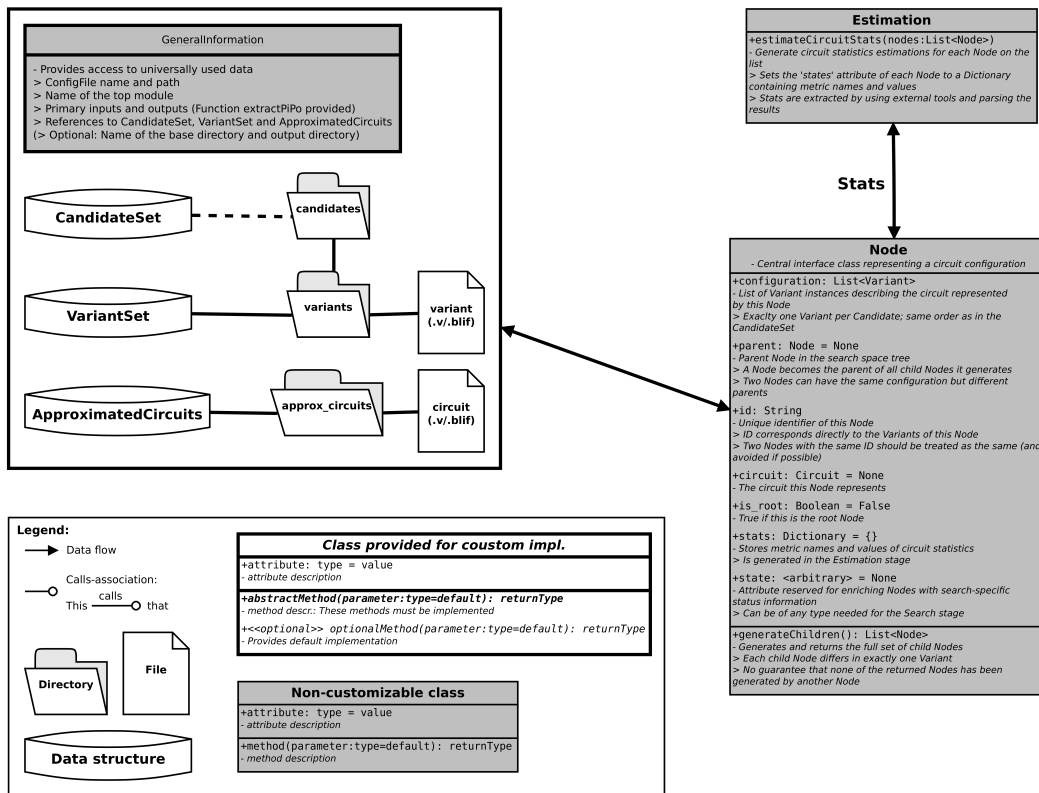 GeneralInformation
- Provides access to universally used data
> ConfigFile name and path
> Name of the top module
> Primary inputs and outputs (Function extractPiPo provided)
> References to CandidateSet, VariantSet and ApproximatedCircuits
(> Optional: Name of the base directory and output directory)
CandidateSet
candidates
VariantSet
variants
variant
(.v/.blif)
ApproximatedCircuits
approx_circuits
circuit
(.v/.blif)
Estimation
+estimateCircuitStats(nodes:List<Node>)
- Generate circuit statistics estimations for each Node on the
list
> Sets the 'states' attribute of each Node to a Dictionary
containing metric names and values
> Stats are extracted by using external tools and parsing the
results
Stats
Node
- Central interface class representing a circuit configuration
+configuration: List<Variant>
- List of Variant instances describing the circuit represented
by this Node
> Exaclty one Variant per Candidate; same order as in the
CandidateSet
+parent: Node = None
- Parent Node in the search space tree
> A Node becomes the parent of all child Nodes it generates
> Two Nodes can have the same configuration but different
parents
+id: String
- Unique identifier of this Node
> ID corresponds directly to the Variants of this Node
> Two Nodes with the same ID should be treated as the same (and
avoided if possible)
+circuit: Circuit = None
- The circuit this Node represents
+is_root: Boolean = False
- True if this is the root Node
+stats: Dictionary = {}
- Stores metric names and values of circuit statistics
> Is generated in the Estimation stage
+state: <arbitrary> = None
- Attribute reserved for enriching Nodes with search-specific
status information
> Can be of any type needed for the Search stage
+generateChildren(): List<Node>
- Generates and returns the full set of child Nodes
> Each child Node differs in exactly one Variant
> No guarantee that none of the returned Nodes has been
generated by another Node
Legend:
Data flow
Calls-association:
calls
This
that
Directory
File
Data structure
Class provided for coustom impl.
+attribute: type = value
- attribute description
+abstractMethod(parameter:type=default): returnType
- method descr.: These methods must be implemented
+<<optional>> optionalMethod(parameter:type=default): returnType
- Provides default implementation
Non-customizable class
+attribute: type = value
- attribute description
+method(parameter:type=default): returnType
- method description